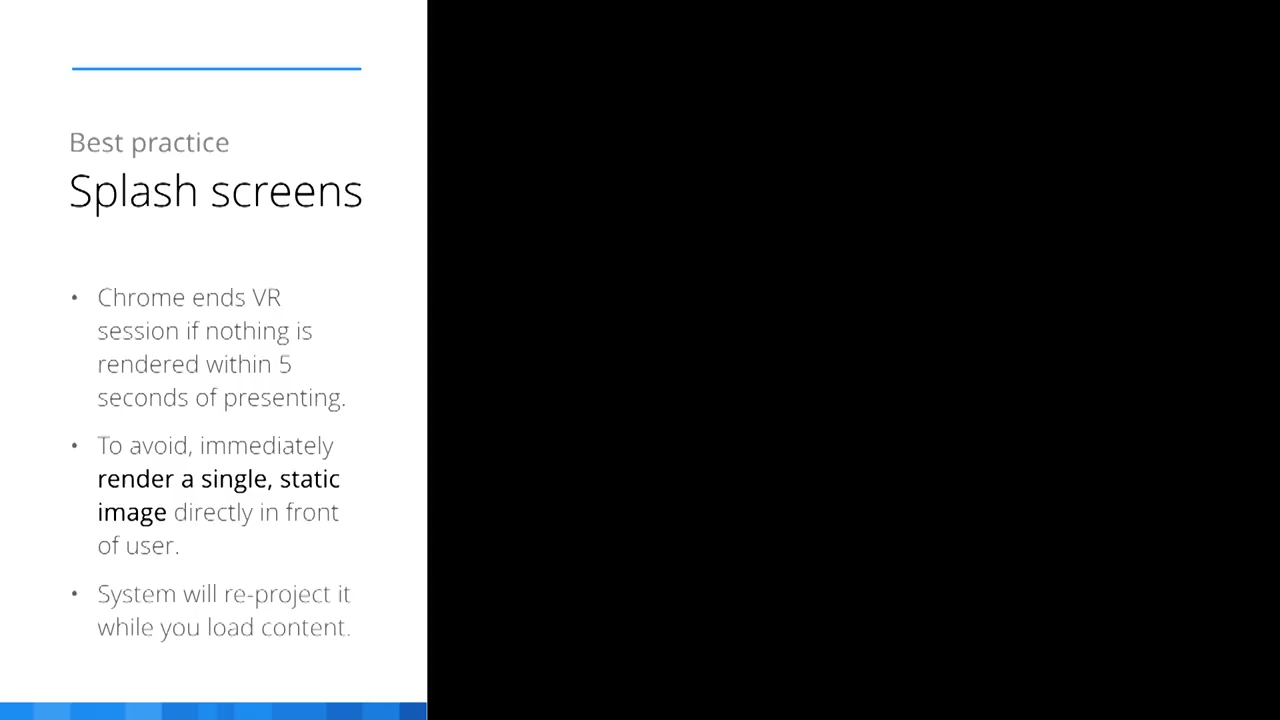 Best practice
Splash screens
• Chrome ends VR
session if nothing is
rendered within 5
seconds of presenting.
• To avoid, immediately
render a single, static
image directly in front
of user.
• System will re-project it
while you load content.